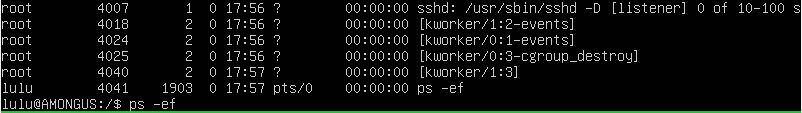 root 4007 1 0 17:56 ? 00:00:00 sshd: /usr/sbin/sshd -D [listener] 0 of 10-100 s
root 4018 2 0 17:56 ? 00:00:00 [kworker/1:2-events]
root 4024 2 0 17:56 ? 00:00:00 [kworker/0:1-events]
root 4025 2 0 17:56 ? 00:00:00 [kworker/0:3-cgroup_destroy]
root 4040 2 0 17:57 ? 00:00:00 [kworker/1:3]
lulu 4041 1903 0 17:57 pts/0 00:00:00 ps -ef
lulu@AMONGUS:/$ ps -ef